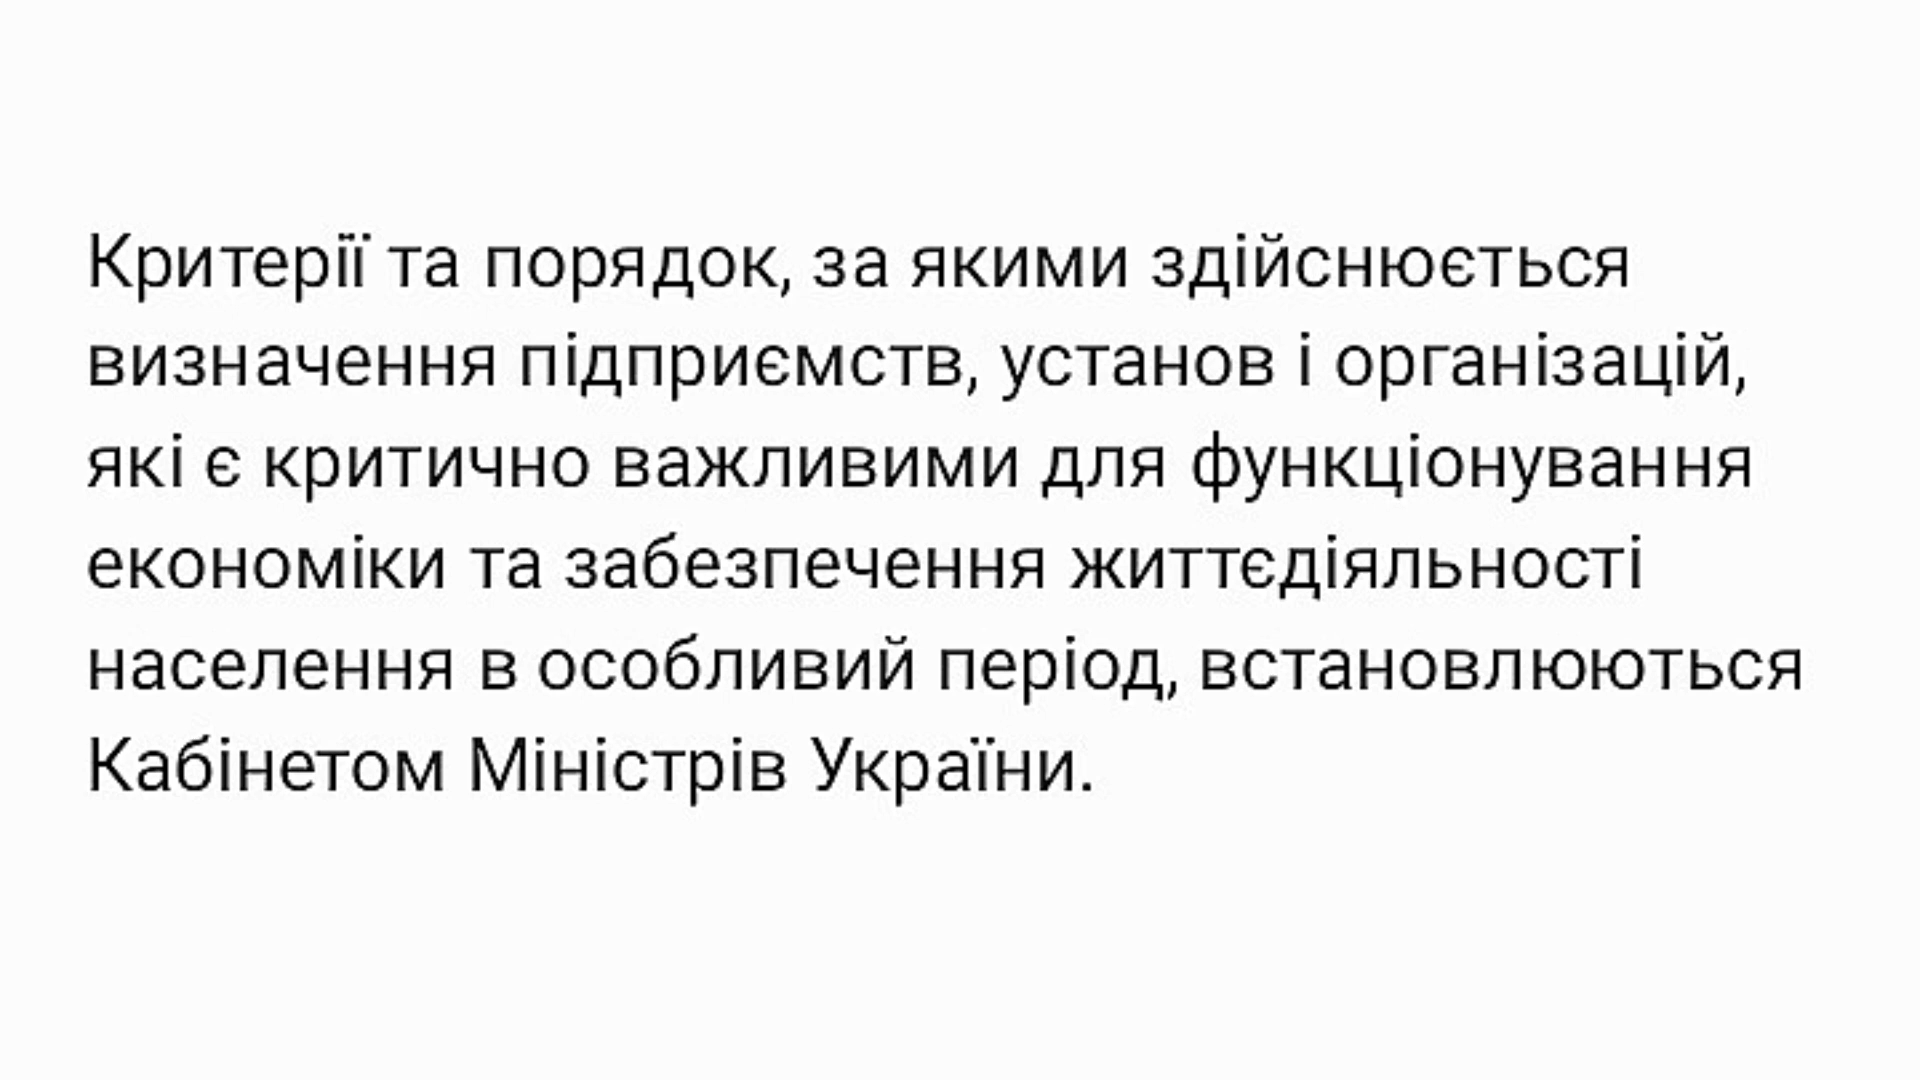 Критерії та порядок, за якими здійснюється
визначення підприємств, установ і організацій,
які є критично важливими для функціонування
економіки та забезпечення життєдіяльності
населення в особливий період, встановлюються
Кабінетом Міністрів України.